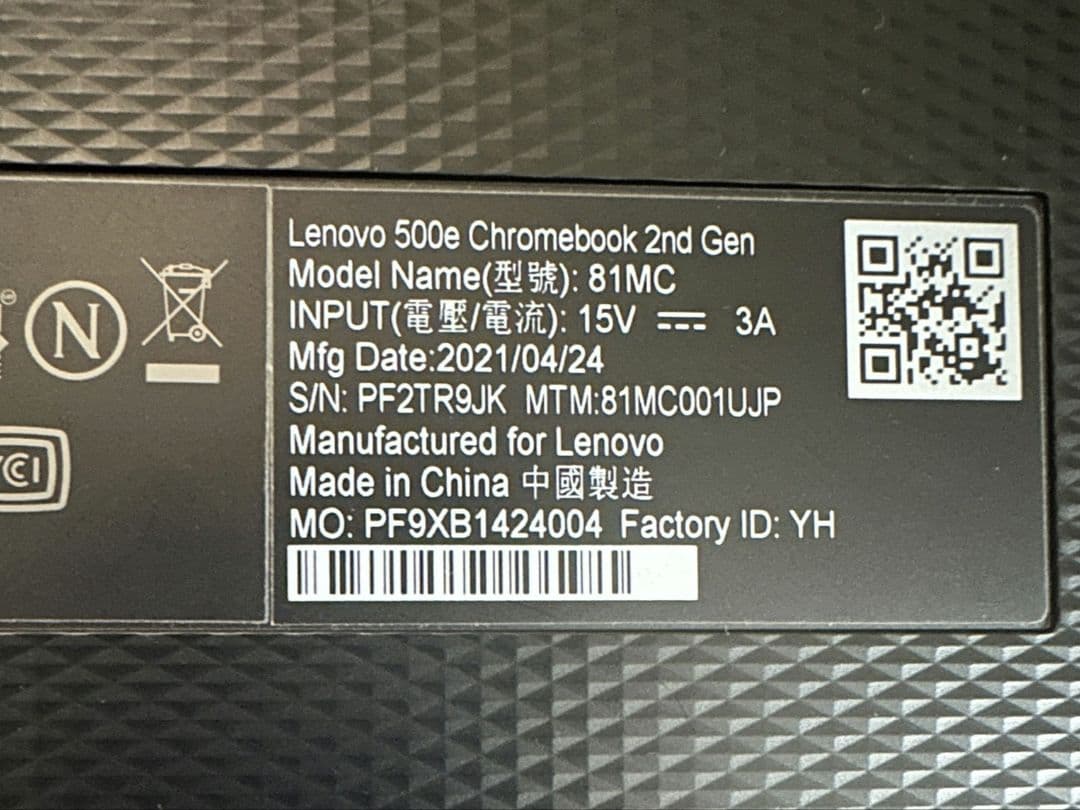 Lenovo 500e Chromebook 2nd Gen
Model Name(型號): 81MC
INPUT(電壓/電流): 15V ⎓ 3A
Mfg Date:2021/04/24
S/N: PF2TR9JK MTM:81MC001UJP
Manufactured for Lenovo
Made in China 中國製造
MO: PF9XB1424004 Factory ID: YH
N